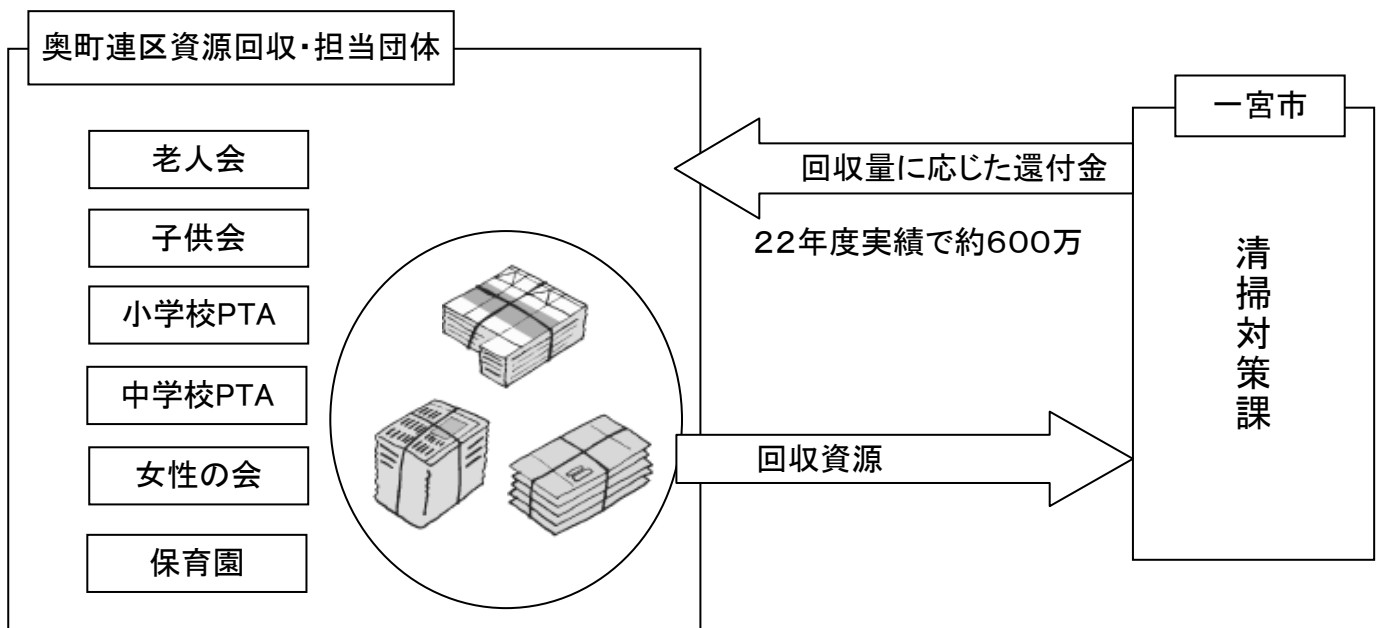 奥町連区資源回収・担当団体
老人会
子供会
小学校PTA
中学校PTA
女性の会
保育園
回収量に応じた還付金
22年度実績で約600万
回収資源
一宮市
清掃対策課